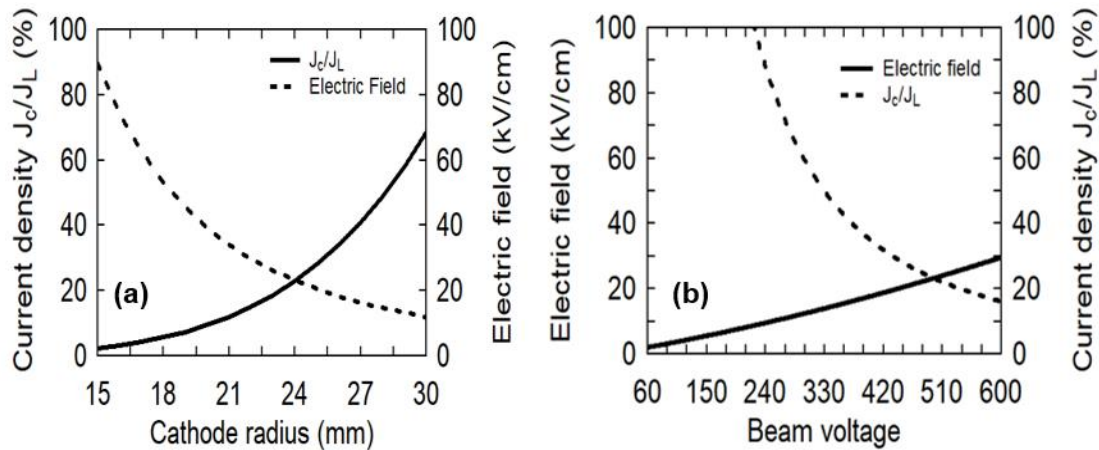 Current density J_c/J_L (%)
100
80
60
40
20
0
J_c/J_L
Electric Field
(a)
100
80
60
40
20
0
Electric field (kV/cm)
15 18 21 24 27 30
Cathode radius (mm)
Electric field (kV/cm)
100
80
60
40
20
0
Electric field
J_c/J_L
(b)
100
80
60
40
20
0
Current density J_c/J_L (%)
60 150 240 330 420 510 600
Beam voltage